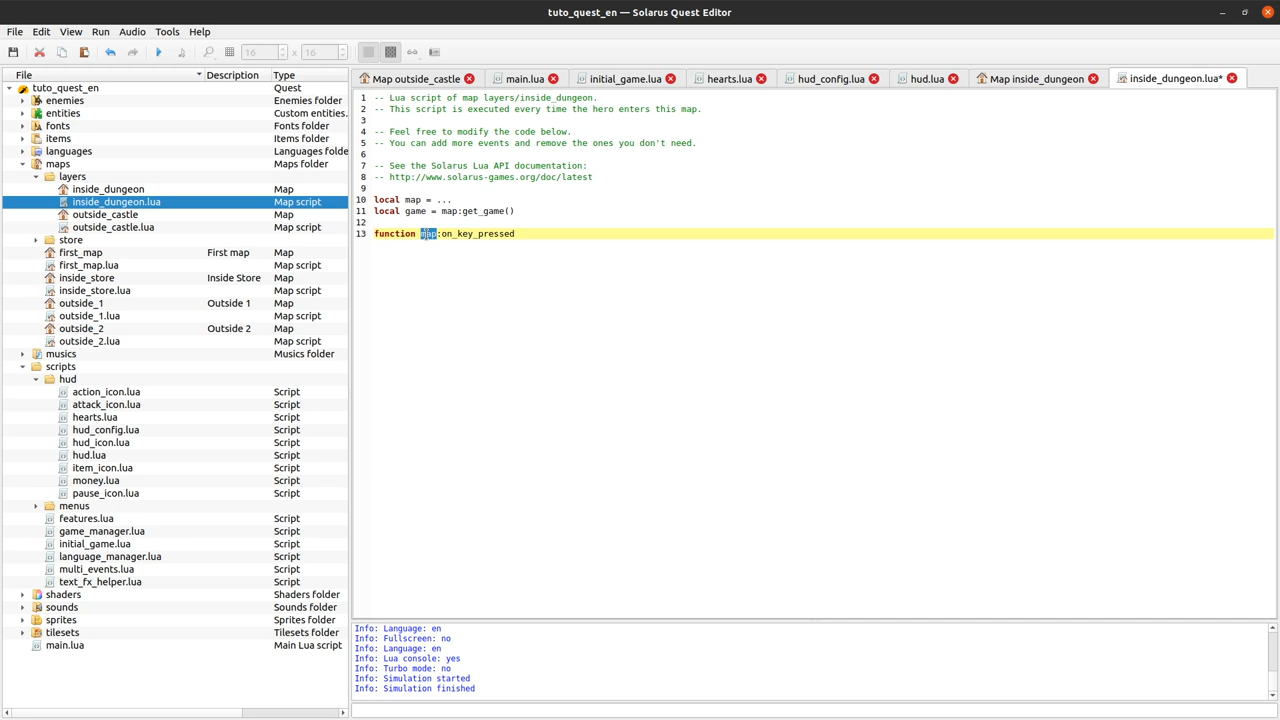 tuto_quest_en — Solarus Quest Editor
File Edit View Run Audio Tools Help
16 x 16
File Description Type
tuto_quest_en Quest
enemies Enemies folder
entities Custom entities.
fonts Fonts folder
items Items folder
languages Languages folder
maps Maps folder
layers
inside_dungeon Map
inside_dungeon.lua Map script
outside_castle Map
outside_castle.lua Map script
store
first_map First map Map
first_map.lua Map script
inside_store Inside Store Map
inside_store.lua Map script
outside_1 Outside 1 Map
outside_1.lua Map script
outside_2 Outside 2 Map
outside_2.lua Map script
musics Musics folder
scripts
hud
action_icon.lua Script
attack_icon.lua Script
hearts.lua Script
hud_config.lua Script
hud_icon.lua Script
hud.lua Script
item_icon.lua Script
money.lua Script
pause_icon.lua Script
menus
features.lua Script
game_manager.lua Script
initial_game.lua Script
language_manager.lua Script
multi_events.lua Script
text_fx_helper.lua Script
shaders Shaders folder
sounds Sounds folder
sprites Sprites folder
tilesets Tilesets folder
main.lua Main Lua script
Map outside_castle main.lua initial_game.lua hearts.lua hud_config.lua hud.lua Map inside_dungeon inside_dungeon.lua*
1 -- Lua script of map layers/inside_dungeon.
2 -- This script is executed every time the hero enters this map.
3
4 -- Feel free to modify the code below.
5 -- You can add more events and remove the ones you don't need.
6
7 -- See the Solarus Lua API documentation:
8 -- http://www.solarus-games.org/doc/latest
9
10 local map = ...
11 local game = map:get_game()
12
13 function map:on_key_pressed
Info: Language: en
Info: Fullscreen: no
Info: Language: en
Info: Lua console: yes
Info: Turbo mode: no
Info: Simulation started
Info: Simulation finished